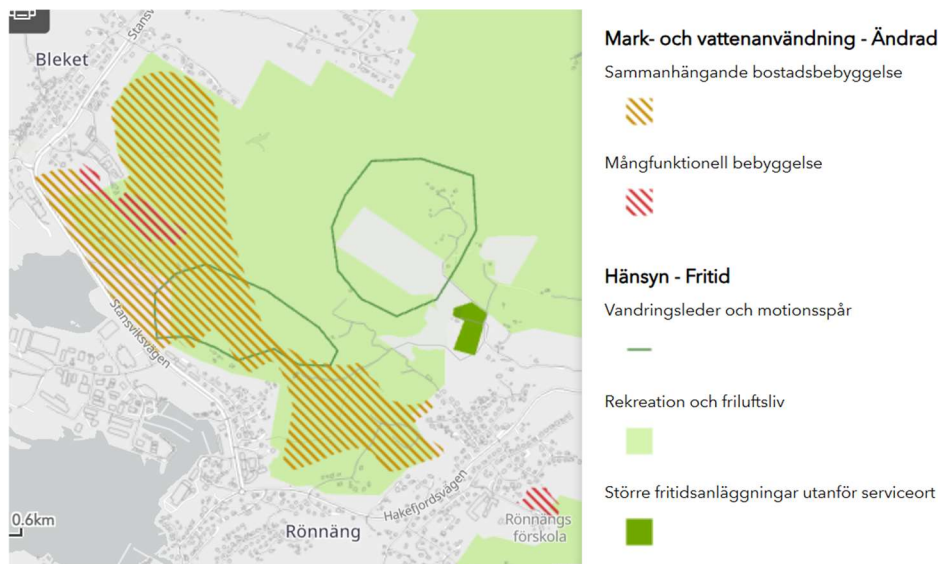 Stansv
Bleket
Stansviksvägen
Hakefjordsvägen
Rönnäng
Rönnängs
förskola
0.6km
Mark- och vattenanvändning - Ändrad
Sammanhängande bostadsbebyggelse
Mångfunktionell bebyggelse
Hänsyn - Fritid
Vandringsleder och motionsspår
Rekreation och friluftsliv
Större fritidsanläggningar utanför serviceort